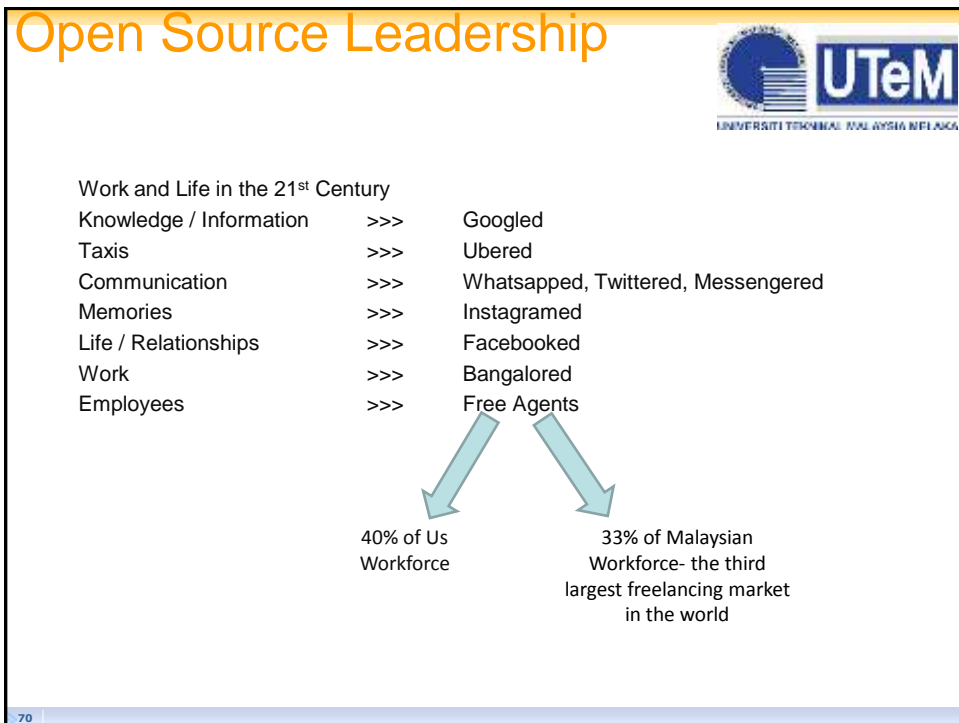 Open Source Leadership
UTeM
UNIVERSITI TEKNIKAL MALAYSIA MELAKA
Work and Life in the 21st Century
Knowledge / Information >>> Googled
Taxis >>> Ubered
Communication >>> Whatsapped, Twittered, Messengered
Memories >>> Instagramed
Life / Relationships >>> Facebooked
Work >>> Bangalored
Employees >>> Free Agents
40% of Us
Workforce
33% of Malaysian
Workforce- the third
largest freelancing market
in the world
70